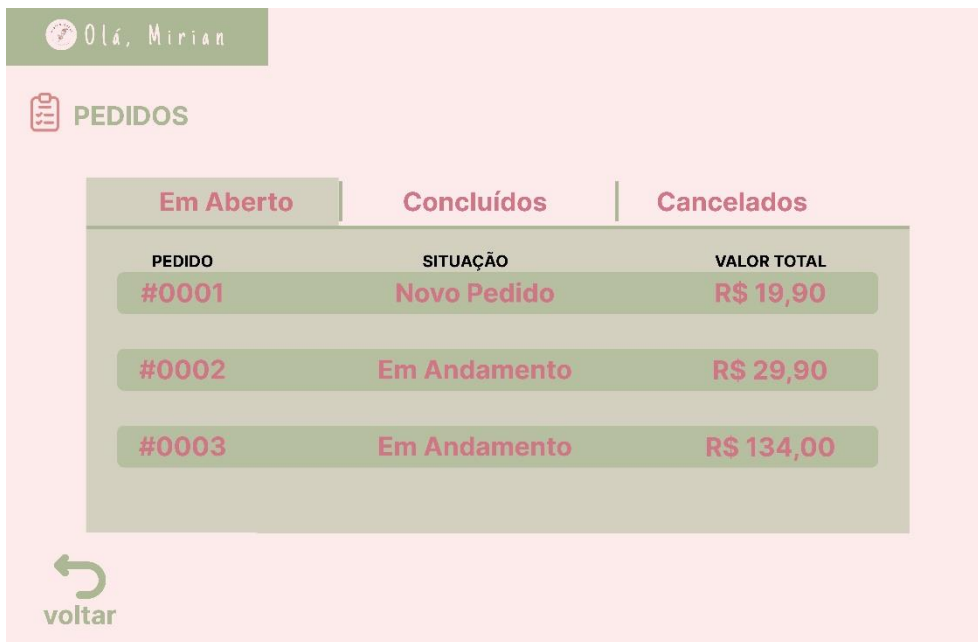 Olá, Mirian
PEDIDOS
Em Aberto Concluídos Cancelados
PEDIDO SITUAÇÃO VALOR TOTAL
#0001 Novo Pedido R$ 19,90
#0002 Em Andamento R$ 29,90
#0003 Em Andamento R$ 134,00
voltar